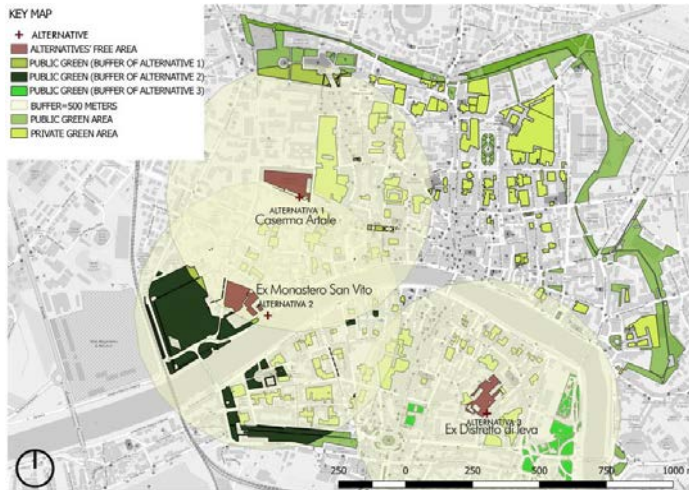 KEY MAP
ALTERNATIVE
ALTERNATIVES' FREE AREA
PUBLIC GREEN (BUFFER OF ALTERNATIVE 1)
PUBLIC GREEN (BUFFER OF ALTERNATIVE 2)
PUBLIC GREEN (BUFFER OF ALTERNATIVE 3)
BUFFER=500 METERS
PUBLIC GREEN AREA
PRIVATE GREEN AREA
ALTERNATIVA 1
Caserma Artale
Ex Monastero San Vito
ALTERNATIVA 2
ALTERNATIVA 3
Ex Distretto di leva
250 0 250 500 750 1000